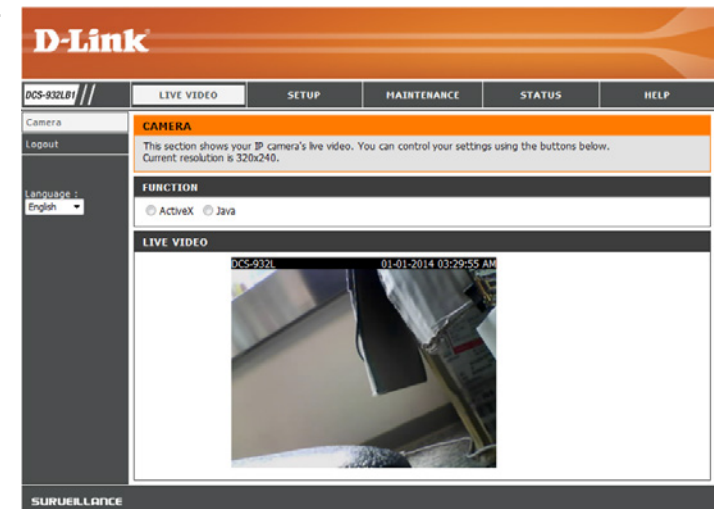 D-Link
DCS-932LB1 LIVE VIDEO SETUP MAINTENANCE STATUS HELP
Camera
Logout
Language :
English
CAMERA
This section shows your IP camera's live video. You can control your settings using the buttons below.
Current resolution is 320x240.
FUNCTION
ActiveX Java
LIVE VIDEO
DCS-932L 01-01-2014 03:29:55 AM
SURVEILLANCE